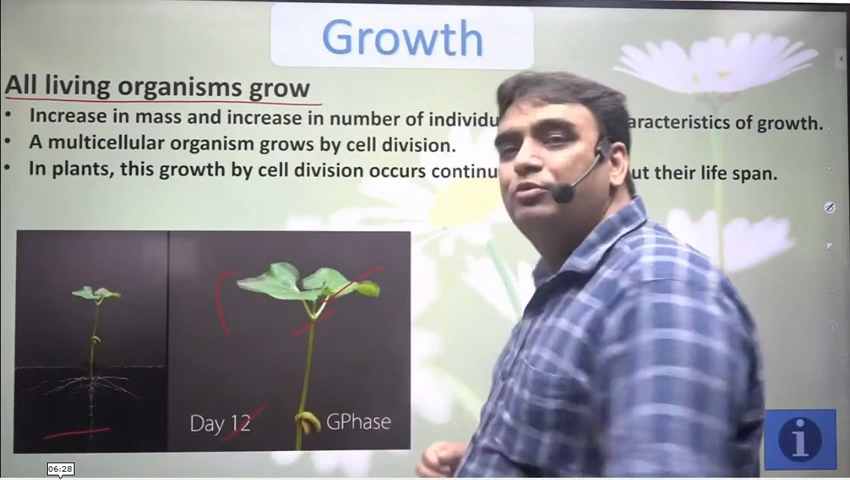 Growth
All living organisms grow
• Increase in mass and increase in number of individu aracteristics of growth.
• A multicellular organism grows by cell division.
• In plants, this growth by cell division occurs continu ut their life span.
Day 12 GPhase
i
06:28